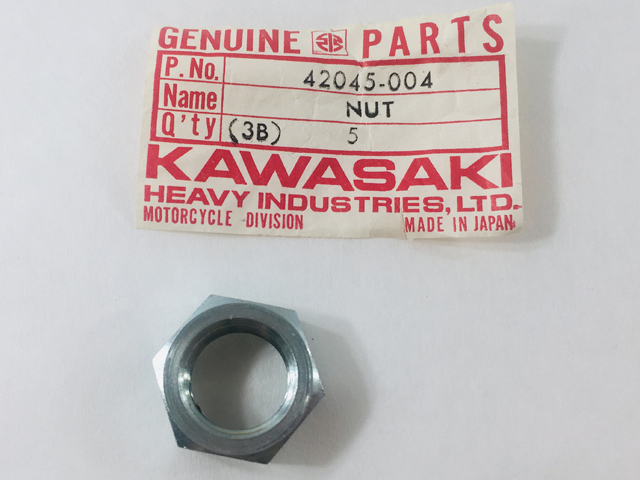 GENUINE PARTS
P. No. 42045-004
Name NUT
Q'ty (3B) 5
KAWASAKI
HEAVY INDUSTRIES, LTD.
MOTORCYCLE DIVISION MADE IN JAPAN